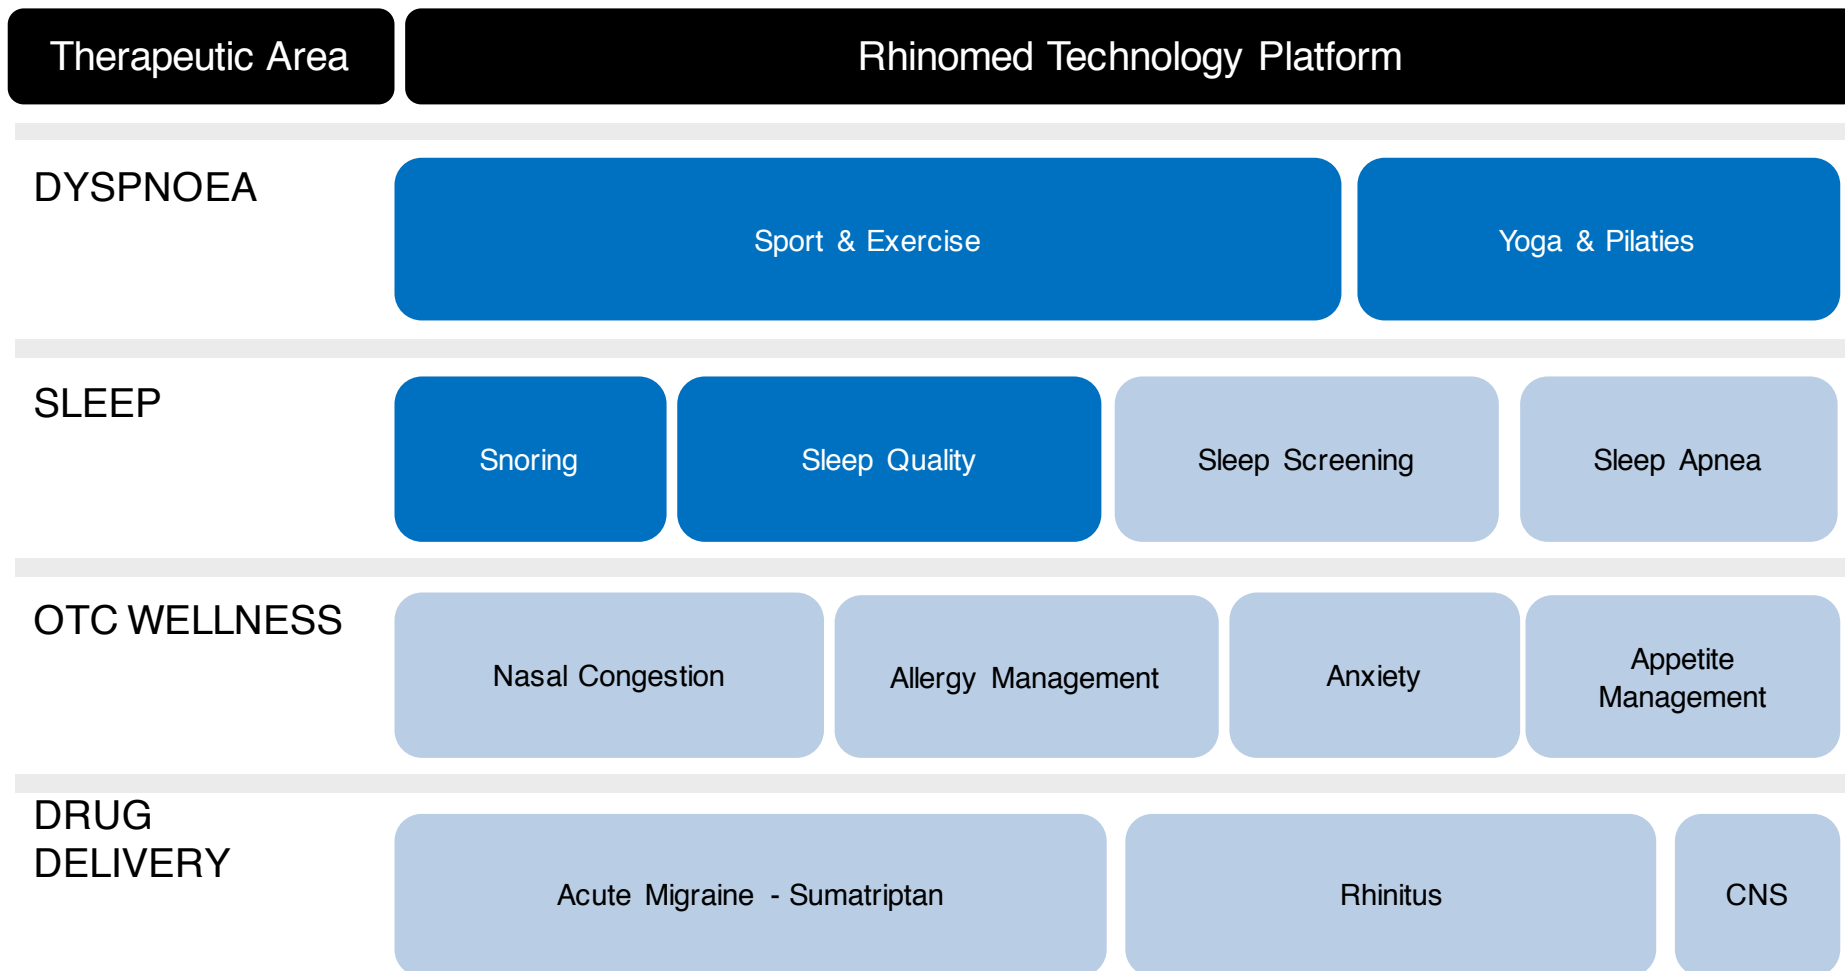 Therapeutic Area
Rhinomed Technology Platform
DYSPNOEA
Sport & Exercise
Yoga & Pilaties
SLEEP
Snoring
Sleep Quality
Sleep Screening
Sleep Apnea
OTC WELLNESS
Nasal Congestion
Allergy Management
Anxiety
Appetite
Management
DRUG
DELIVERY
Acute Migraine - Sumatriptan
Rhinitus
CNS